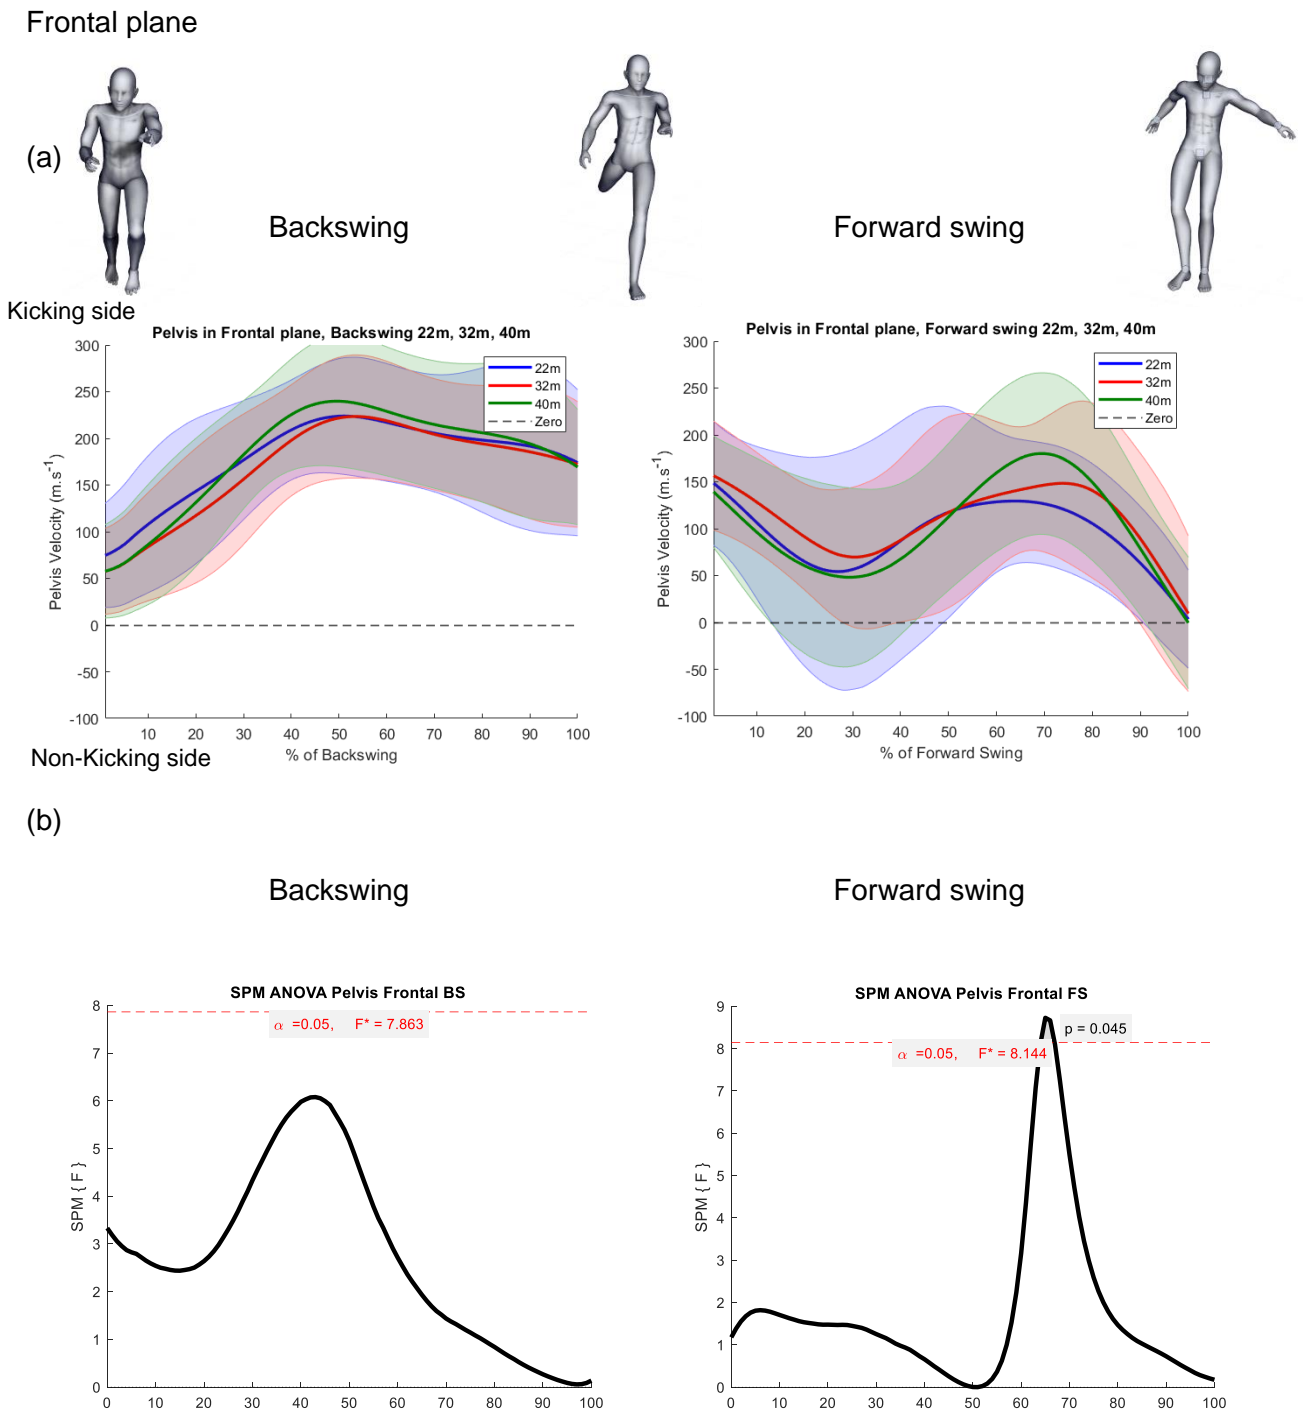 Frontal plane
(a)
Backswing
Forward swing
Kicking side
Pelvis in Frontal plane, Backswing 22m, 32m, 40m
300
250
200
150
100
50
0
-50
-100
Pelvis Velocity (m.s-1)
22m
32m
40m
Zero
10 20 30 40 50 60 70 80 90 100
% of Backswing
Pelvis in Frontal plane, Forward swing 22m, 32m, 40m
300
250
200
150
100
50
0
-50
-100
Pelvis Velocity (m.s-1)
22m
32m
40m
Zero
10 20 30 40 50 60 70 80 90 100
% of Forward Swing
Non-Kicking side
(b)
Backswing
Forward swing
SPM ANOVA Pelvis Frontal BS
8
7
6
5
4
3
2
1
0
SPM { F }
α =0.05, F* = 7.863
0 10 20 30 40 50 60 70 80 90 100
SPM ANOVA Pelvis Frontal FS
9
8
7
6
5
4
3
2
1
0
SPM { F }
p = 0.045
α =0.05, F* = 8.144
0 10 20 30 40 50 60 70 80 90 100